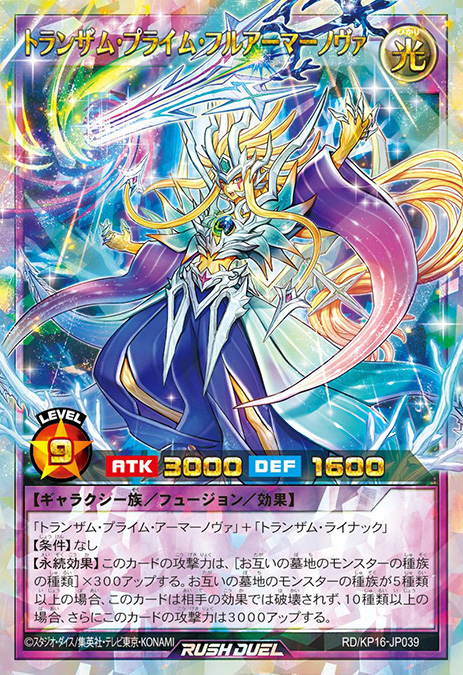 トランザム・プライム・フルアーマーノヴァ
ひかり
光
LEVEL
9
ATK 3000 DEF 1600
【ギャラクシー族／フュージョン／効果】
「トランザム・プライム・アーマーノヴァ」+「トランザム・ライナック」
【条件】なし
【永続効果】このカードの攻撃力は、[お互いの墓地のモンスターの種族
の種類]×300アップする。お互いの墓地のモンスターの種族が5種類
以上の場合、このカードは相手の効果では破壊されず、10種類以上の
場合、さらにこのカードの攻撃力は3000アップする。
©スタジオ・ダイス/集英社・テレビ東京・KONAMI
RUSH DUEL
RD/KP16-JP039